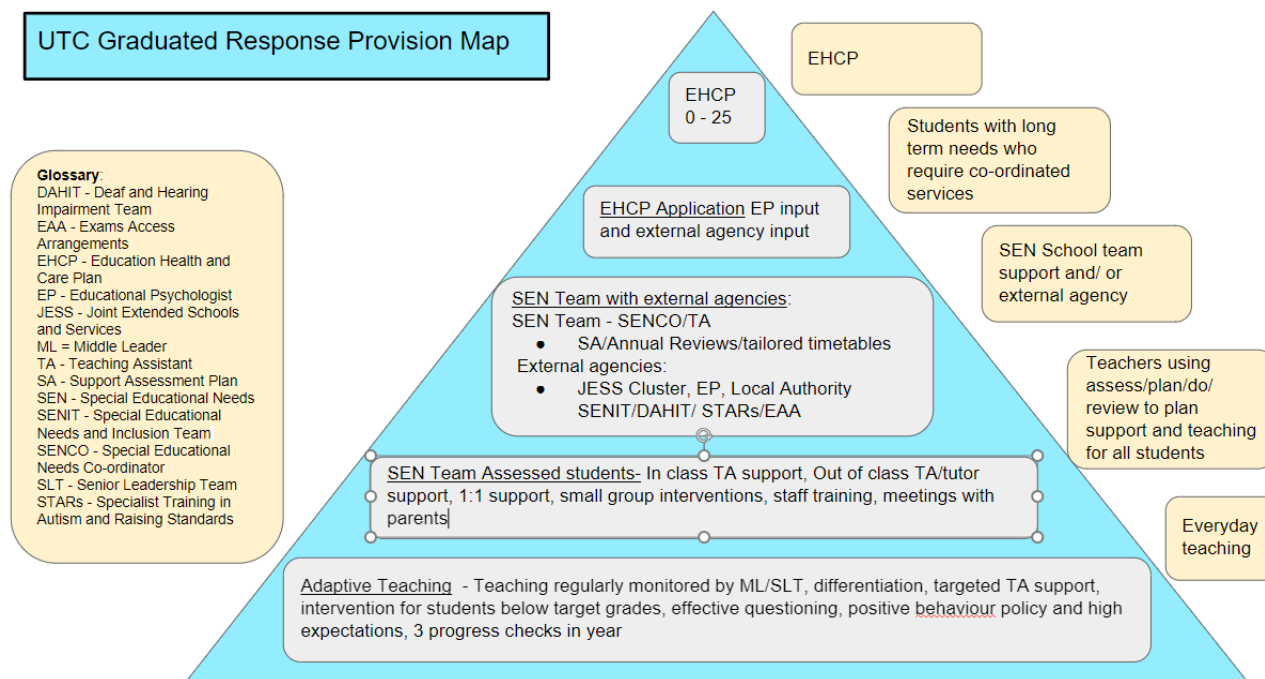 UTC Graduated Response Provision Map
Glossary:
DAHIT - Deaf and Hearing
Impairment Team
EAA - Exams Access
Arrangements
EHCP - Education Health and
Care Plan
EP - Educational Psychologist
JESS - Joint Extended Schools
and Services
ML = Middle Leader
TA - Teaching Assistant
SA - Support Assessment Plan
SEN - Special Educational Needs
SENIT - Special Educational
Needs and Inclusion Team
SENCO - Special Educational
Needs Co-ordinator
SLT - Senior Leadership Team
STARs - Specialist Training in
Autism and Raising Standards
EHCP
0 - 25
EHCP Application EP input
and external agency input
SEN Team with external agencies:
SEN Team - SENCO/TA
● SA/Annual Reviews/tailored timetables
External agencies:
● JESS Cluster, EP, Local Authority
SENIT/DAHIT/ STARs/EAA
SEN Team Assessed students- In class TA support, Out of class TA/tutor
support, 1:1 support, small group interventions, staff training, meetings with
parents
Adaptive Teaching - Teaching regularly monitored by ML/SLT, differentiation, targeted TA support,
intervention for students below target grades, effective questioning, positive behaviour policy and high
expectations, 3 progress checks in year
EHCP
Students with long
term needs who
require co-ordinated
services
SEN School team
support and/ or
external agency
Teachers using
assess/plan/do/
review to plan
support and teaching
for all students
Everyday
teaching